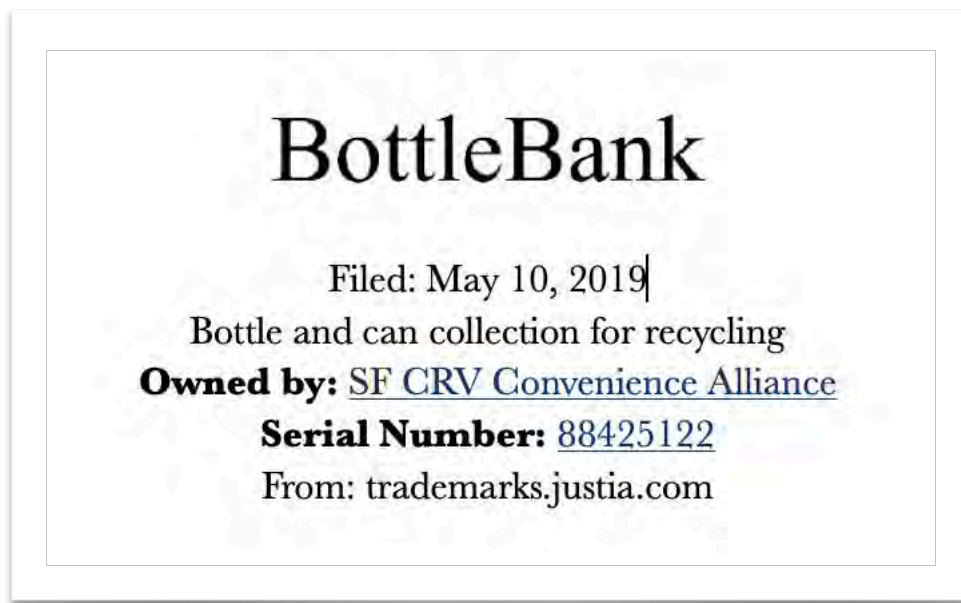 BottleBank
Filed: May 10, 2019
Bottle and can collection for recycling
Owned by: SF CRV Convenience Alliance
Serial Number: 88425122
From: trademarks.justia.com